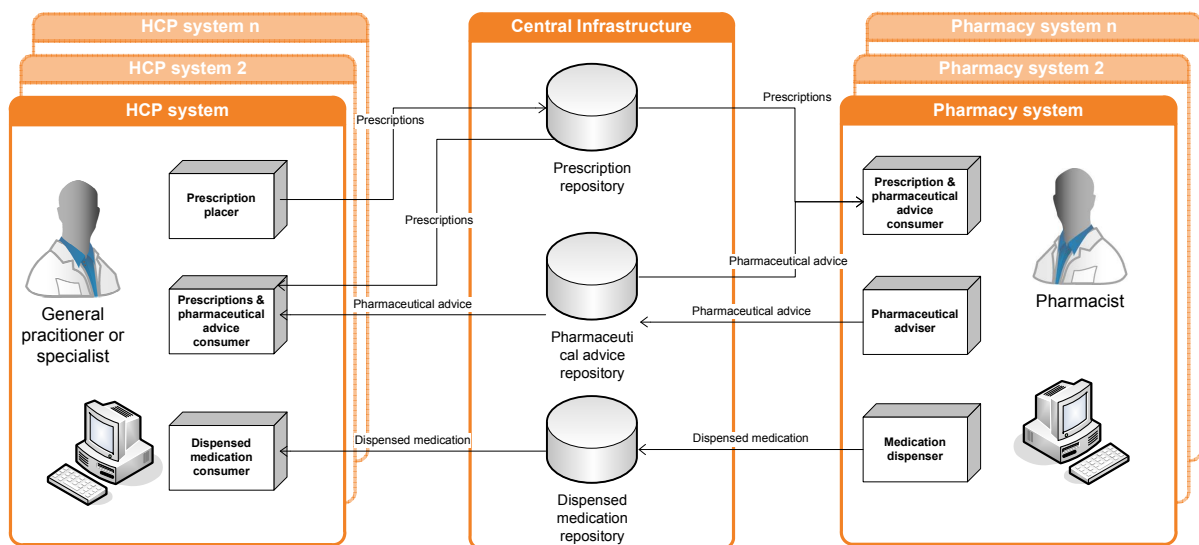 HCP system n
HCP system 2
HCP system
Prescription
placer
General
pracitioner or
specialist
Prescriptions &
pharmaceutical
advice
consumer
Dispensed
medication
consumer
Prescriptions
Prescriptions
Pharmaceutical advice
Dispensed medication
Central Infrastructure
Prescription
repository
Pharmaceuti
cal advice
repository
Dispensed
medication
repository
Prescriptions
Pharmaceutical advice
Pharmaceutical advice
Dispensed medication
Pharmacy system n
Pharmacy system 2
Pharmacy system
Prescription &
pharmaceutical
advice
consumer
Pharmacist
Pharmaceutical
adviser
Medication
dispenser